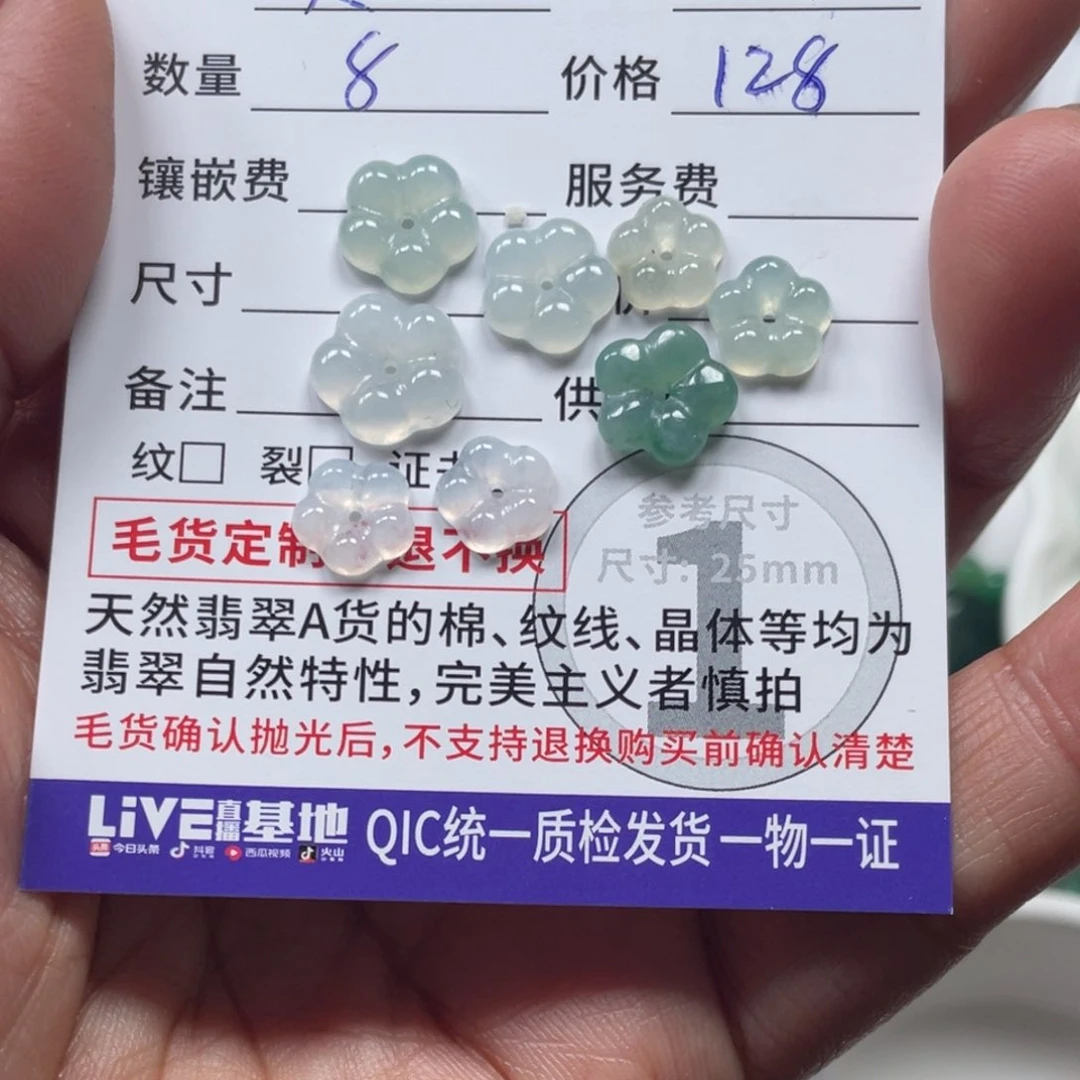 数量 8 价格 128
镶嵌费 服务费
尺寸
备注 供
纹□ 裂□ 证
参考尺寸
尺寸: 25mm
1
毛货定制 退不换
天然翡翠A货的棉、纹线、晶体等均为
翡翠自然特性,完美主义者慎拍
毛货确认抛光后,不支持退换购买前确认清楚
LiVE直播基地 QIC统一质检发货 一物一证
今日头条 抖音 西瓜视频 火山